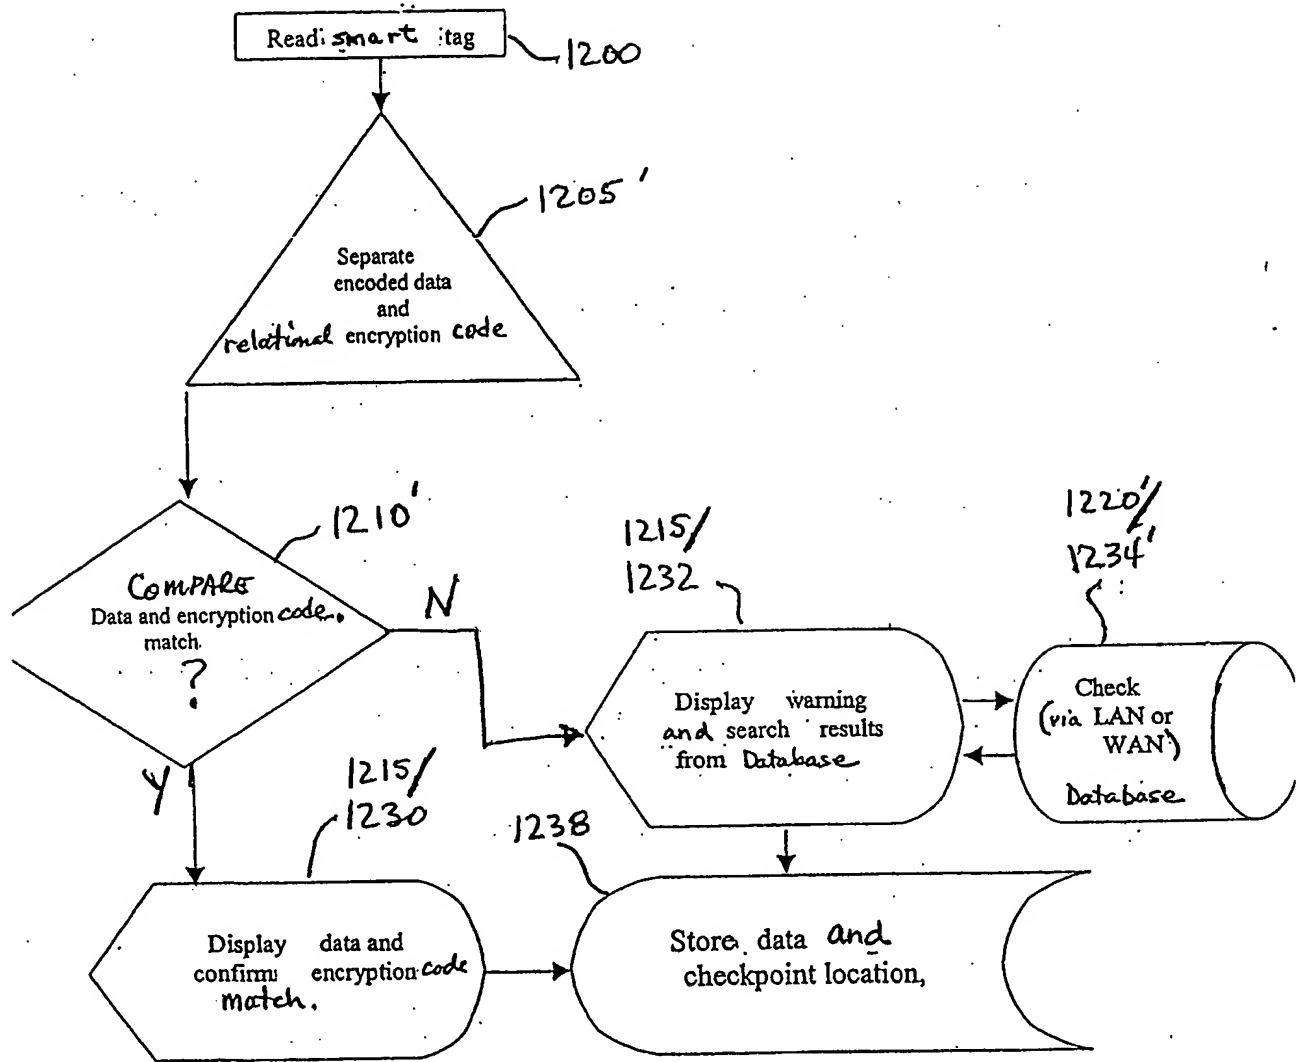 Read smart tag
1200
1205'
Separate
encoded data
and
relational encryption code
1210'
COMPARE
Data and encryption code.
match
?
N
Y
1215/
1232
1220'/
1234'
Display warning
and search results
from Database
Check
(via LAN or
WAN)
Database
1215/
1230
1238
Display data and
confirm encryption code
match.
Store data and
checkpoint location,